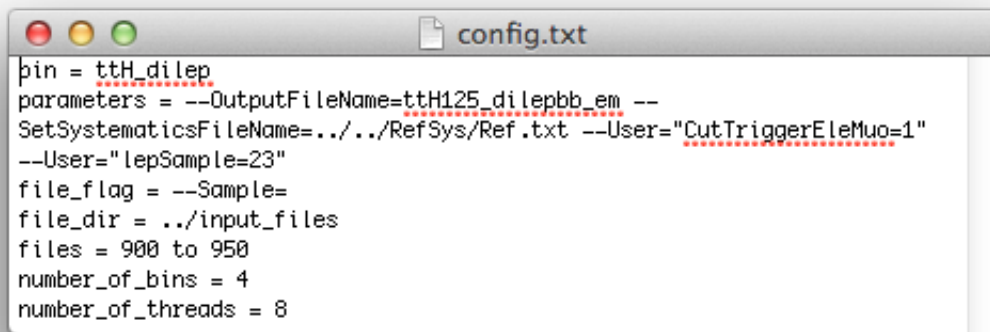 config.txt
bin = ttH_dilep
parameters = --OutputFileName=ttH125_dilepbb_em --
SetSystematicsFileName=../../RefSys/Ref.txt --User="CutTriggerEleMuo=1"
--User="lepSample=23"
file_flag = --Sample=
file_dir = ../input_files
files = 900 to 950
number_of_bins = 4
number_of_threads = 8